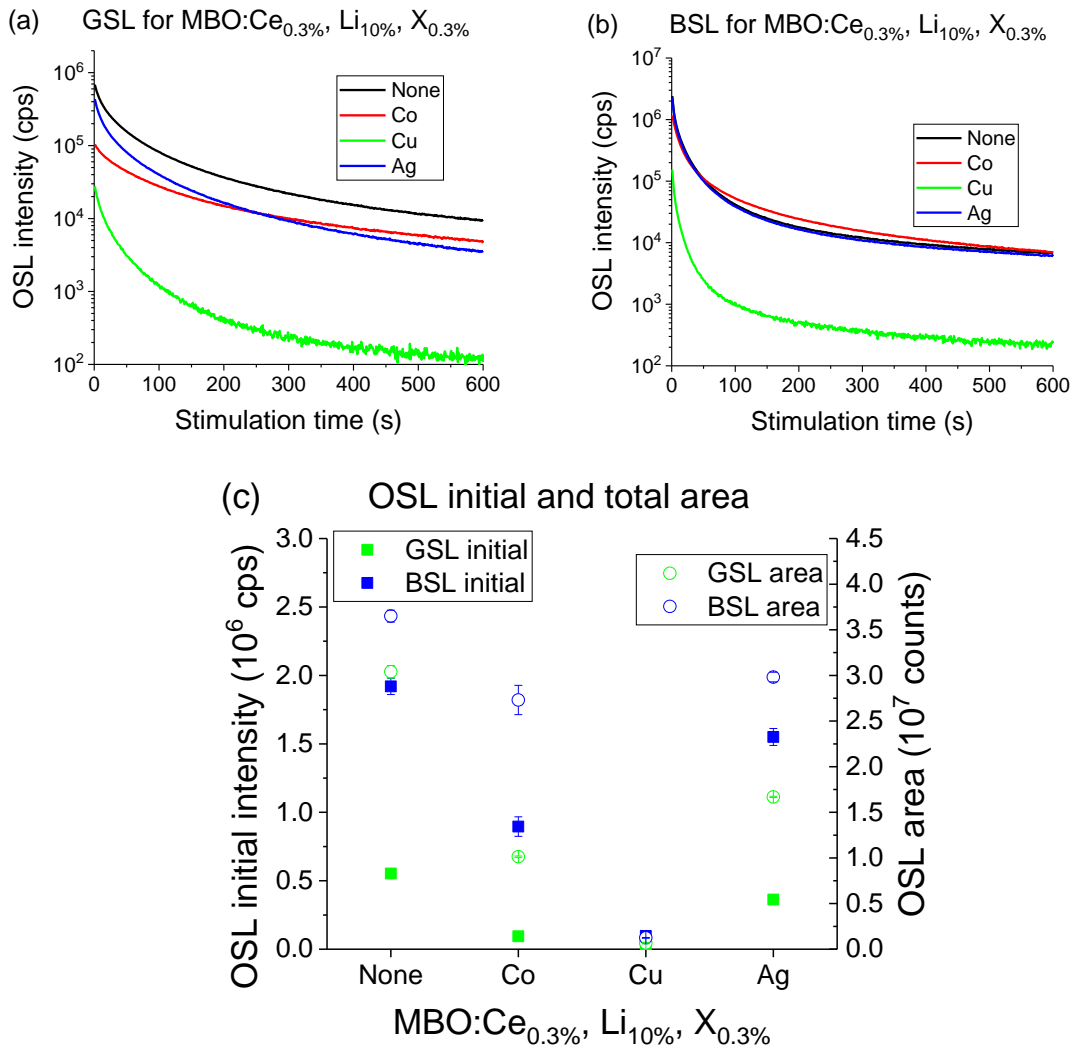 (a)
GSL for MBO:Ce0.3%, Li10%, X0.3%
OSL intensity (cps)
10^6
10^5
10^4
10^3
10^2
None
Co
Cu
Ag
0 100 200 300 400 500 600
Stimulation time (s)
(b)
BSL for MBO:Ce0.3%, Li10%, X0.3%
OSL intensity (cps)
10^7
10^6
10^5
10^4
10^3
10^2
None
Co
Cu
Ag
0 100 200 300 400 500 600
Stimulation time (s)
(c) OSL initial and total area
OSL initial intensity (10^6 cps)
3.0
2.5
2.0
1.5
1.0
0.5
0.0
GSL initial
BSL initial
GSL area
BSL area
4.5
4.0
3.5
3.0
2.5
2.0
1.5
1.0
0.5
0.0
OSL area (10^7 counts)
None Co Cu Ag
MBO:Ce0.3%, Li10%, X0.3%